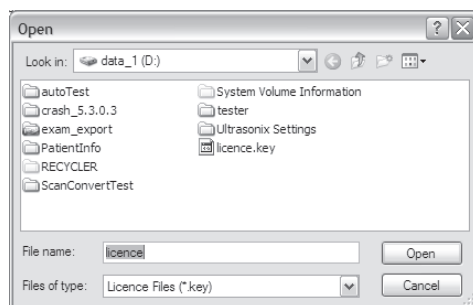 Open
Look in: data_1 (D:)
autoTest
crash_5.3.0.3
exam_export
PatientInfo
RECYCLER
ScanConvertTest
System Volume Information
tester
Ultrasonix Settings
licence.key
File name: licence Open
Files of type: Licence Files (*.key) Cancel